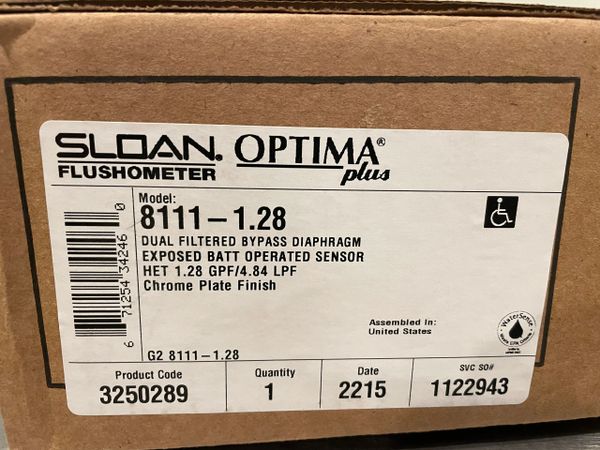 SLOAN. OPTIMA®
FLUSHOMETER plus
Model:
8111-1.28
DUAL FILTERED BYPASS DIAPHRAGM
EXPOSED BATT OPERATED SENSOR
HET 1.28 GPF/4.84 LPF
Chrome Plate Finish
6 71254 34246 0
Assembled In:
United States
WaterSense
G2 8111-1.28
Product Code Quantity Date SVC SO#
3250289 1 2215 1122943